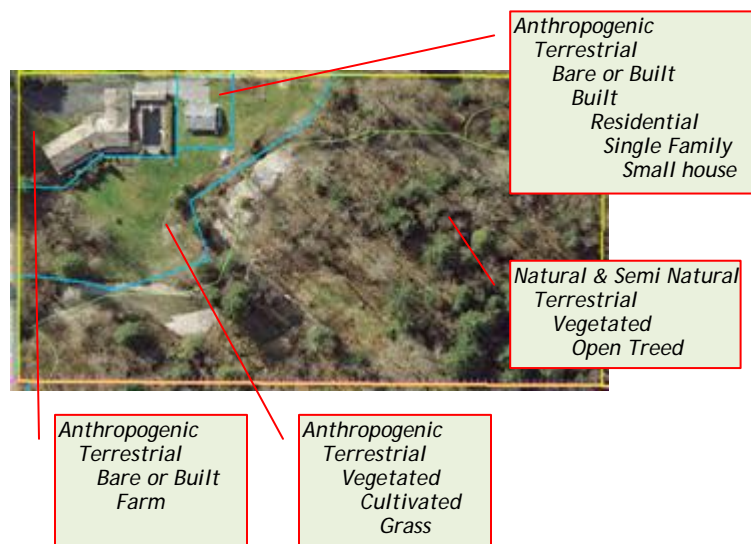 Anthropogenic
Terrestrial
Bare or Built
Built
Residential
Single Family
Small house
Natural & Semi Natural
Terrestrial
Vegetated
Open Treed
Anthropogenic
Terrestrial
Bare or Built
Farm
Anthropogenic
Terrestrial
Vegetated
Cultivated
Grass